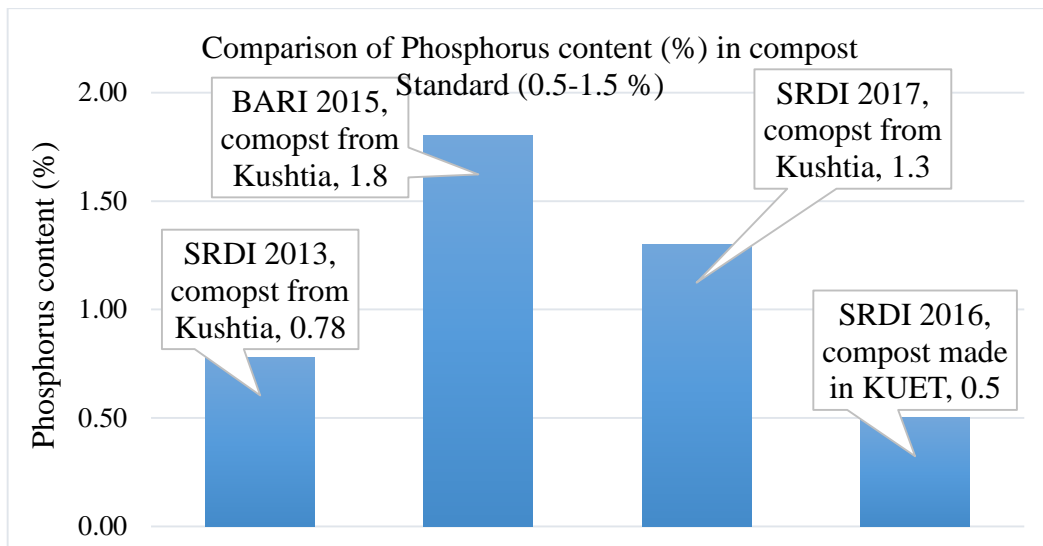 Comparison of Phosphorus content (%) in compost
Standard (0.5-1.5 %)
Phosphorus content (%)
2.00
1.50
1.00
0.50
0.00
SRDI 2013,
comopst from
Kushtia, 0.78
BARI 2015,
comopst from
Kushtia, 1.8
SRDI 2017,
comopst from
Kushtia, 1.3
SRDI 2016,
compost made
in KUET, 0.5